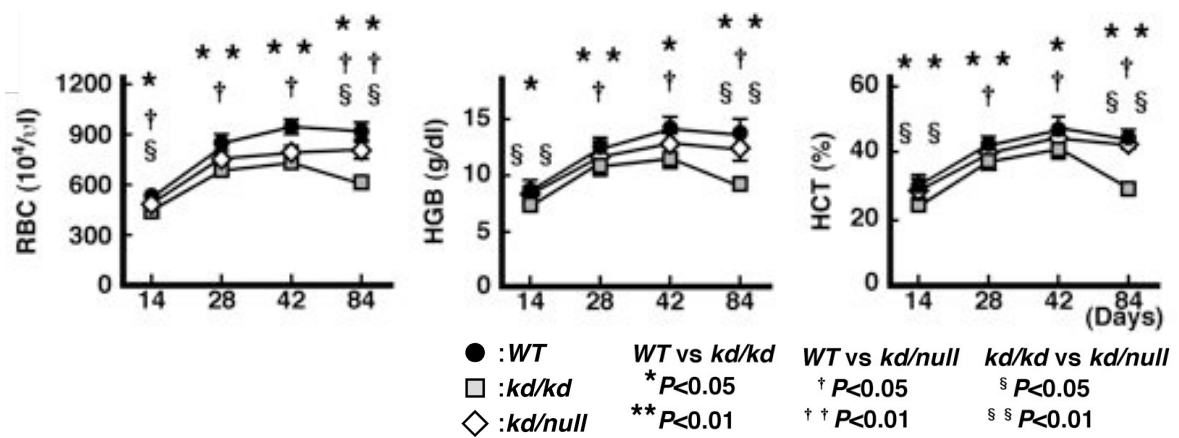 * * * * * * *
* † † † †
† § § §
§
1200
900
600
300
0
RBC (10⁴/υl)
14 28 42 84
* * * * * *
* † † †
§ § § §
15
10
5
0
HGB (g/dl)
14 28 42 84
* * * * * * *
† † †
§ § § §
60
40
20
0
HCT (%)
14 28 42 84
(Days)
:WT
:kd/kd
:kd/null
WT vs kd/kd
*P<0.05
**P<0.01
WT vs kd/null
† P<0.05
† † P<0.01
kd/kd vs kd/null
§ P<0.05
§ § P<0.01